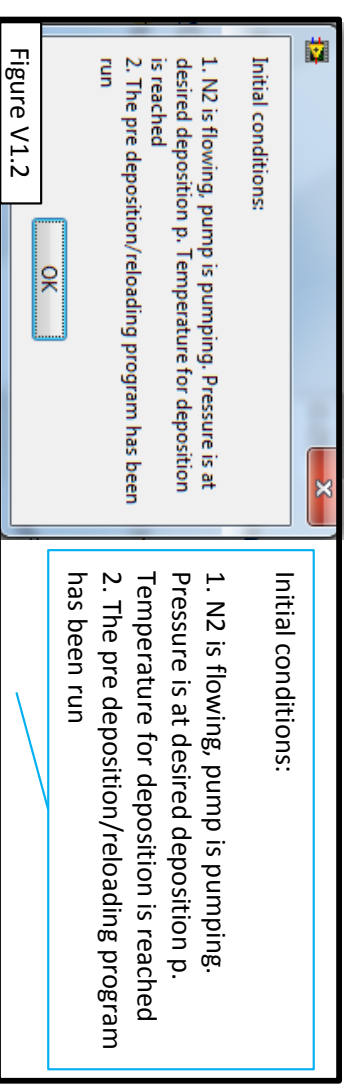 Initial conditions:
1. N2 is flowing, pump is pumping. Pressure is at
desired deposition p. Temperature for deposition
is reached
2. The pre deposition/reloading program has been
run
OK
Figure V1.2
Initial conditions:
1. N2 is flowing, pump is pumping.
Pressure is at desired deposition p.
Temperature for deposition is reached
2. The pre deposition/reloading program
has been run